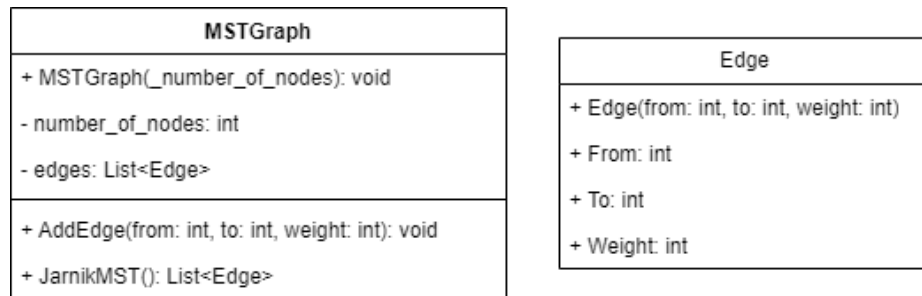 MSTGraph
+ MSTGraph(_number_of_nodes): void
- number_of_nodes: int
- edges: List<Edge>
+ AddEdge(from: int, to: int, weight: int): void
+ JarnikMST(): List<Edge>
Edge
+ Edge(from: int, to: int, weight: int)
+ From: int
+ To: int
+ Weight: int